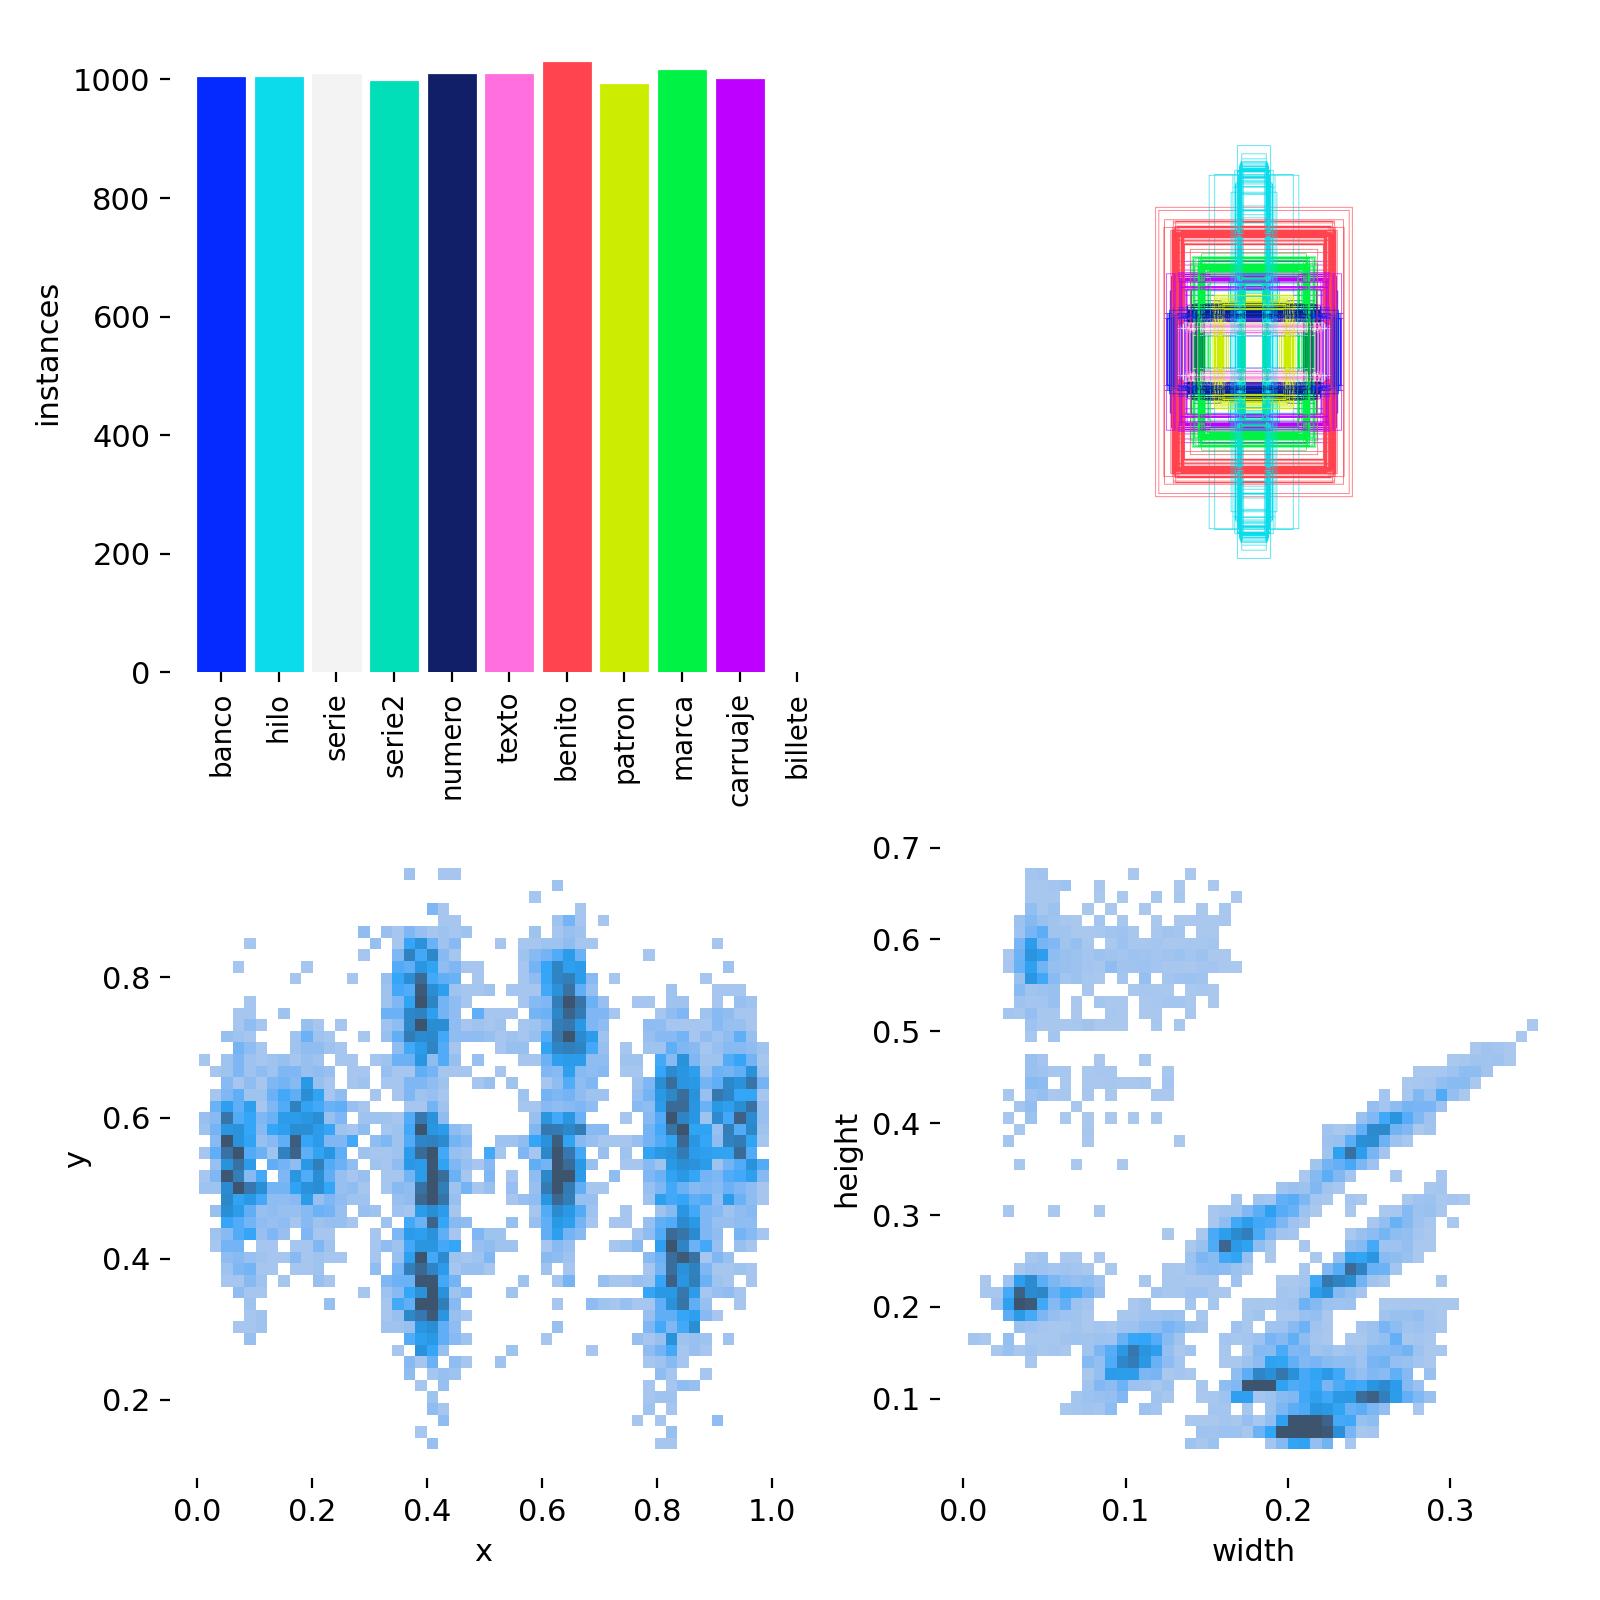 instances
1000
800
600
400
200
0
banco
hilo
serie
serie2
numero
texto
benito
patron
marca
carruaje
billete
y
0.8
0.6
0.4
0.2
0.0 0.2 0.4 0.6 0.8 1.0
x
height
0.7
0.6
0.5
0.4
0.3
0.2
0.1
0.0 0.1 0.2 0.3
width